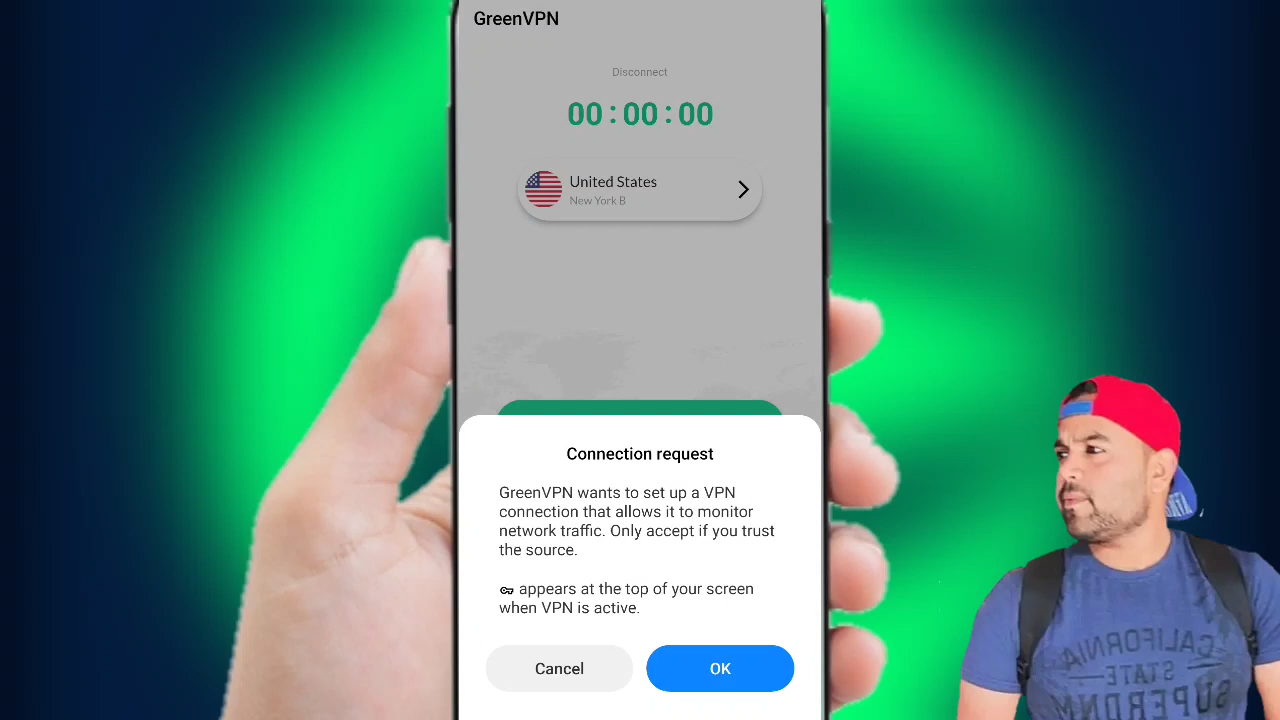 GreenVPN
Disconnect
00:00:00
United States
New York B
Connection request
GreenVPN wants to set up a VPN
connection that allows it to monitor
network traffic. Only accept if you trust
the source.
appears at the top of your screen
when VPN is active.
Cancel
OK
CALIFORNIA
STATE
SUPERDRY